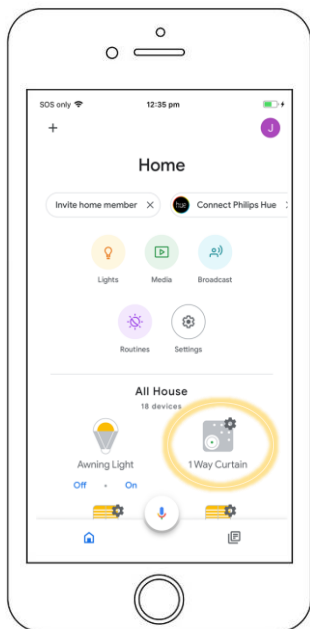 SOS only 12:35 pm
+ J
Home
Invite home member X hue Connect Philips Hue
Lights Media Broadcast
Routines Settings
All House
18 devices
Awning Light 1 Way Curtain
Off • On